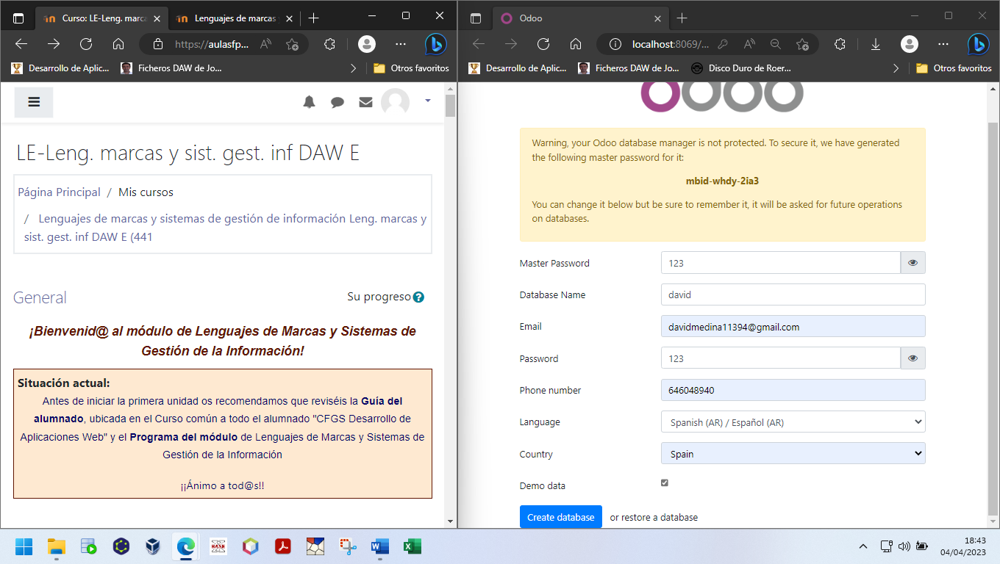 Curso: LE-Leng. marca
Lenguajes de marcas
https://aulasfp...
Desarrollo de Aplic...
Ficheros DAW de Jo...
Otros favoritos
LE-Leng. marcas y sist. gest. inf DAW E
Página Principal / Mis cursos
/ Lenguajes de marcas y sistemas de gestión de información Leng. marcas y
sist. gest. inf DAW E (441
General
Su progreso
¡Bienvenid@ al módulo de Lenguajes de Marcas y Sistemas de
Gestión de la Información!
Situación actual:
Antes de iniciar la primera unidad os recomendamos que reviséis la Guía del
alumnado, ubicada en el Curso común a todo el alumnado "CFGS Desarrollo de
Aplicaciones Web" y el Programa del módulo de Lenguajes de Marcas y Sistemas de
Gestión de la Información
¡¡Ánimo a tod@s!!
Odoo
localhost:8069/...
Desarrollo de Aplic...
Ficheros DAW de Jo...
Disco Duro de Roer...
Otros favoritos
odoo
Warning, your Odoo database manager is not protected. To secure it, we have generated
the following master password for it:
mbid-whdy-2ia3
You can change it below but be sure to remember it, it will be asked for future operations
on databases.
Master Password 123
Database Name david
Email davidmedina11394@gmail.com
Password 123
Phone number 646048940
Language Spanish (AR) / Español (AR)
Country Spain
Demo data
Create database or restore a database
18:43
04/04/2023